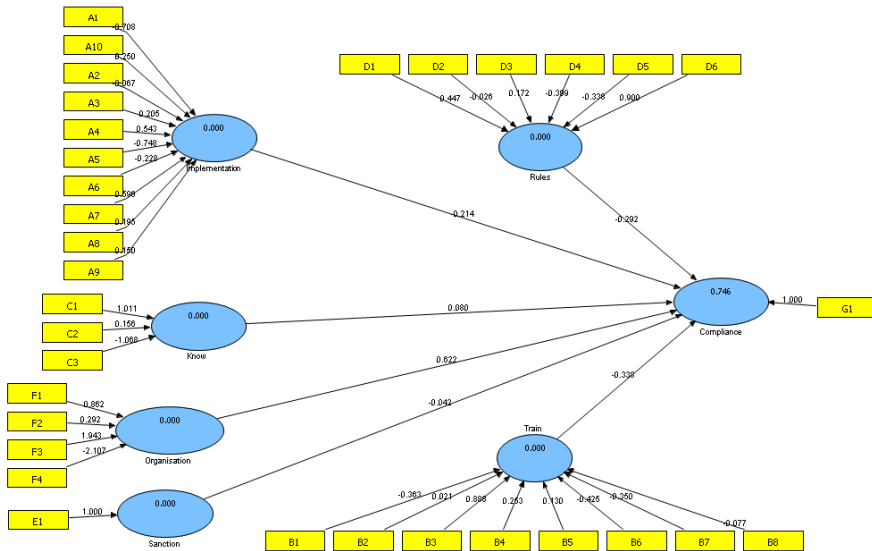 A1
-0.708
A10
0.250
A2
-0.067
A3
0.205
A4
0.543
A5
-0.748
A6
-0.228
A7
0.598
A8
0.195
A9
0.150
0.000
Implementation
D1
D2
D3
D4
D5
D6
0.447
-0.026
0.172
-0.399
-0.338
0.900
0.000
Rules
0.214
-0.292
C1
1.011
C2
0.156
C3
-1.068
0.000
Know
0.080
0.746
Compliance
1.000
G1
F1
0.862
F2
0.292
F3
1.943
F4
-2.107
0.000
Organisation
0.622
-0.042
-0.338
E1
1.000
0.000
Sanction
Train
0.000
-0.363
0.021
0.868
0.253
0.130
-0.425
-0.350
-0.077
B1
B2
B3
B4
B5
B6
B7
B8